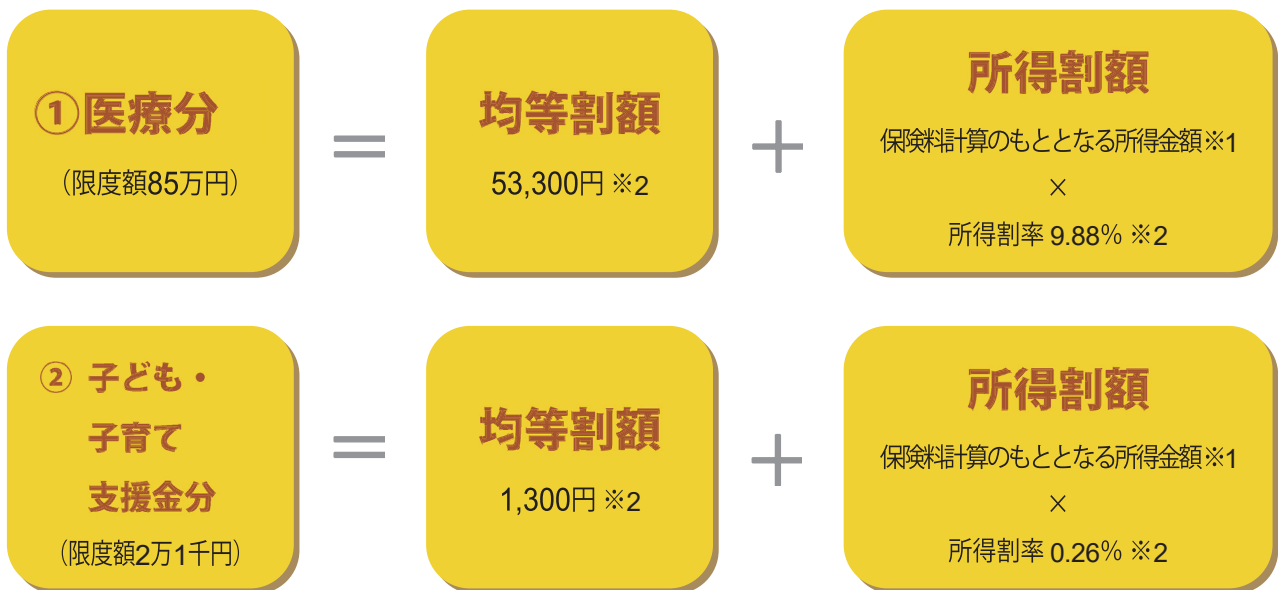 ①医療分
（限度額85万円）
＝
均等割額
53,300円 ※2
＋
所得割額
保険料計算のもととなる所得金額※1
×
所得割率 9.88% ※2
② 子ども・
子育て
支援金分
（限度額2万1千円）
＝
均等割額
1,300円 ※2
＋
所得割額
保険料計算のもととなる所得金額※1
×
所得割率 0.26% ※2